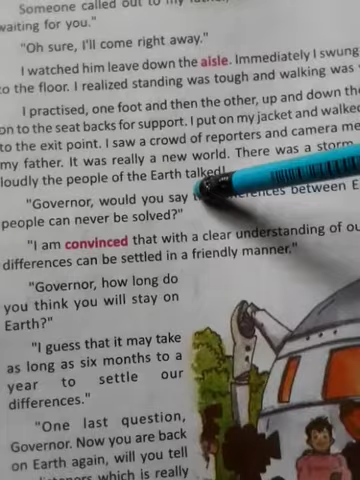 Someone called out to my
waiting for you."
"Oh sure, I'll come right away."
I watched him leave down the aisle. Immediately I swung
to the floor. I realized standing was tough and walking was
I practised, one foot and then the other, up and down the
on to the seat backs for support. I put on my jacket and walked
to the exit point. I saw a crowd of reporters and camera me
my father. It was really a new world. There was a storm
loudly the people of the Earth talked!
"Governor, would you say between E
people can never be solved?"
"I am convinced that with a clear understanding of ou
differences can be settled in a friendly manner."
"Governor, how long do
you think you will stay on
Earth?"
"I guess that it may take
as long as six months to a
year to settle our
differences."
"One last question,
Governor. Now you are back
on Earth again, will you tell
which is really